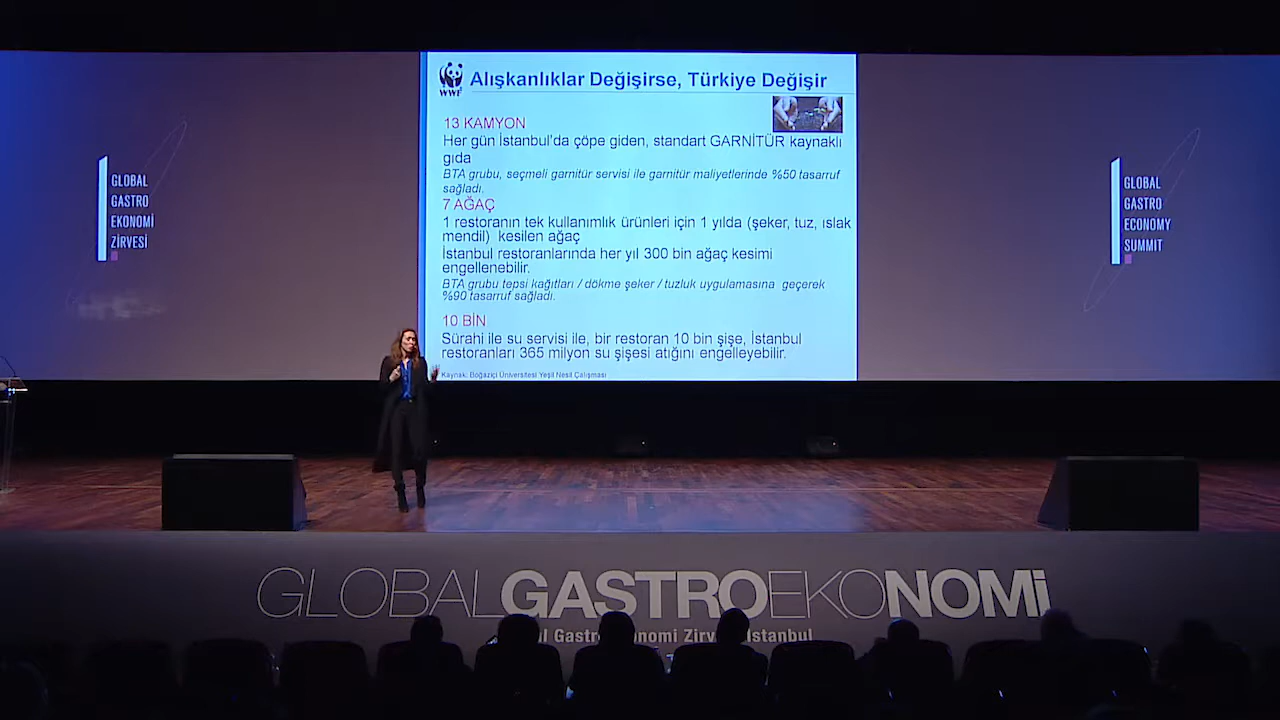 WWF
Alışkanlıklar Değişirse, Türkiye Değişir
13 KAMYON
Her gün İstanbul'da çöpe giden, standart GARNİTÜR kaynaklı
gıda
BTA grubu, seçmeli garnitür servisi ile garnitür maliyetlerinde %50 tasarruf
sağladı.
7 AĞAÇ
1 restoranın tek kullanımlık ürünleri için 1 yılda (şeker, tuz, ıslak
mendil) kesilen ağaç
İstanbul restoranlarında her yıl 300 bin ağaç kesimi
engellenebilir.
BTA grubu tepsi kağıtları / dökme şeker / tuzluk uygulamasına geçerek
%90 tasarruf sağladı.
10 BİN
Sürahi ile su servisi ile, bir restoran 10 bin şişe, İstanbul
restoranları 365 milyon su şişesi atığını engelleyebilir.
Kaynak: Boğaziçi Üniversitesi Yeşil Nesil Çalışması
GLOBAL
GASTRO
EKONOMİ
ZİRVESİ
GLOBAL
GASTRO
ECONOMY
SUMMIT
GLOBALGASTROEKONOMi
Gastroekonomi Zirvesi İstanbul